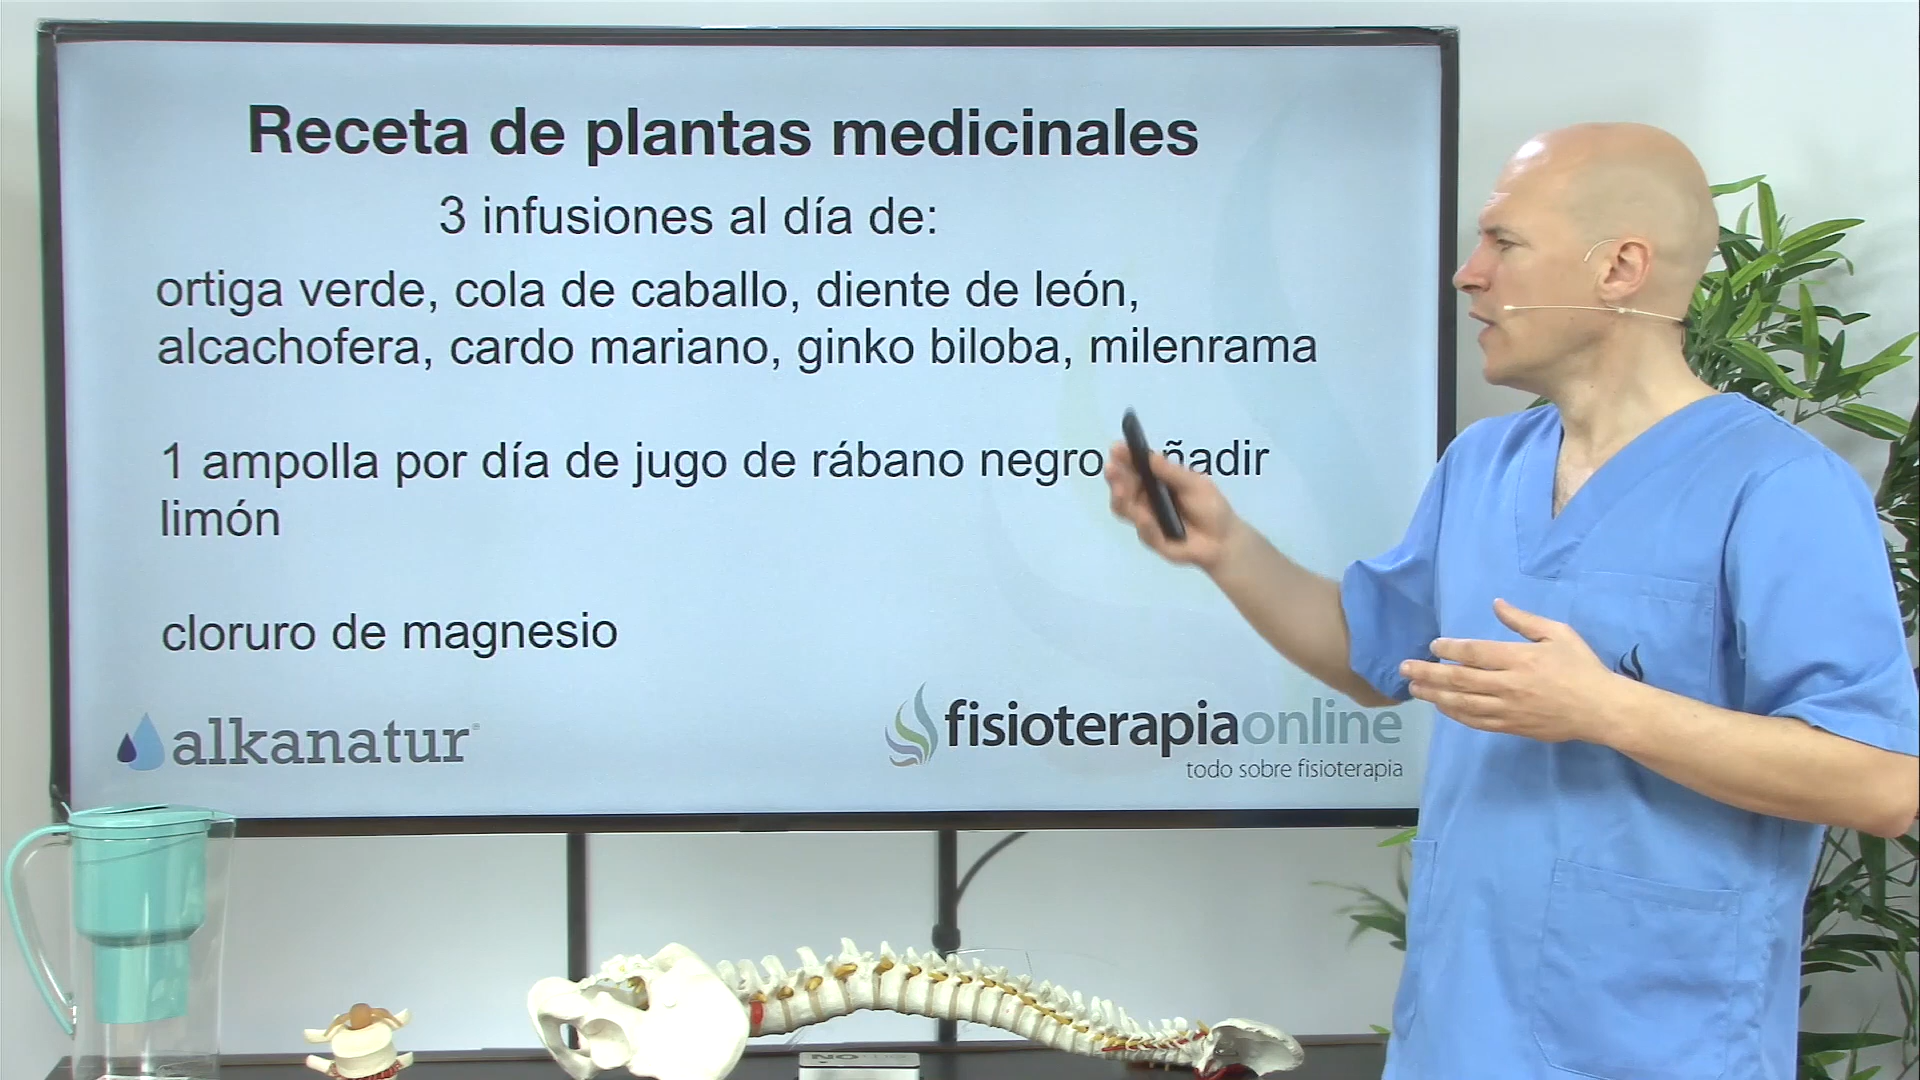 Receta de plantas medicinales
3 infusiones al día de:
ortiga verde, cola de caballo, diente de león,
alcachofera, cardo mariano, ginko biloba, milenrama
1 ampolla por día de jugo de rábano negro
limón
cloruro de magnesio
alkanatur
fisioterapiaonline
todo sobre fisioterapia
NO